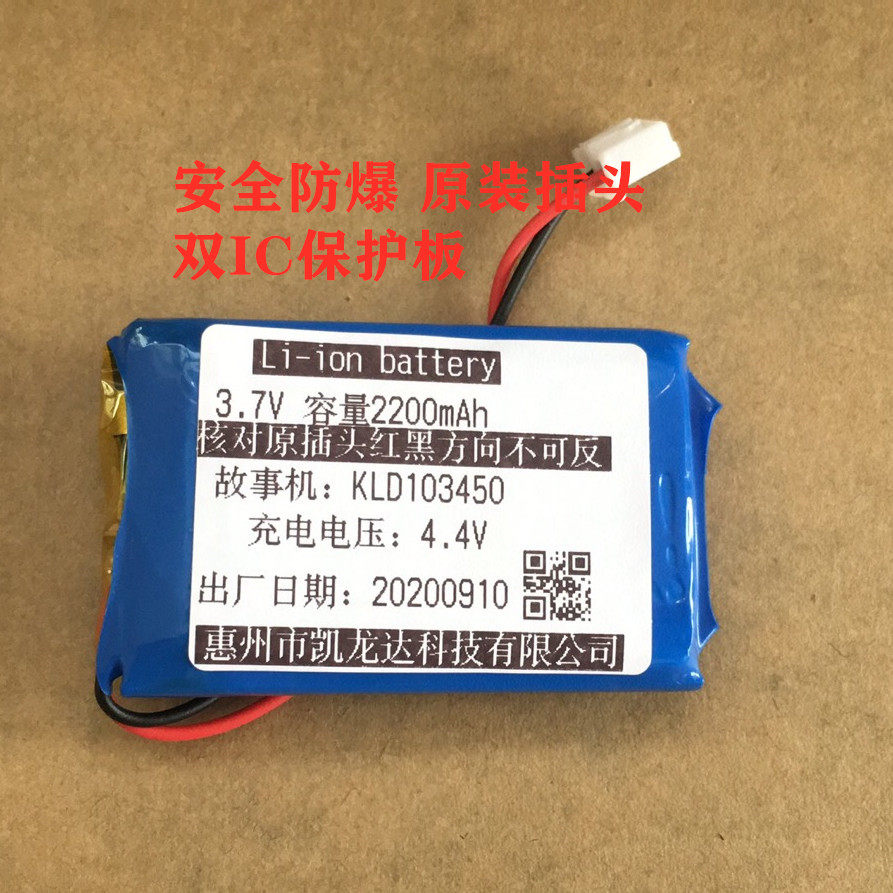 安全防爆 原装插头
双IC保护板
Li-ion battery
3.7V 容量2200mAh
核对原插头红黑方向不可反
故事机：KLD103450
充电电压：4.4V
出厂日期：20200910
惠州市凯龙达科技有限公司